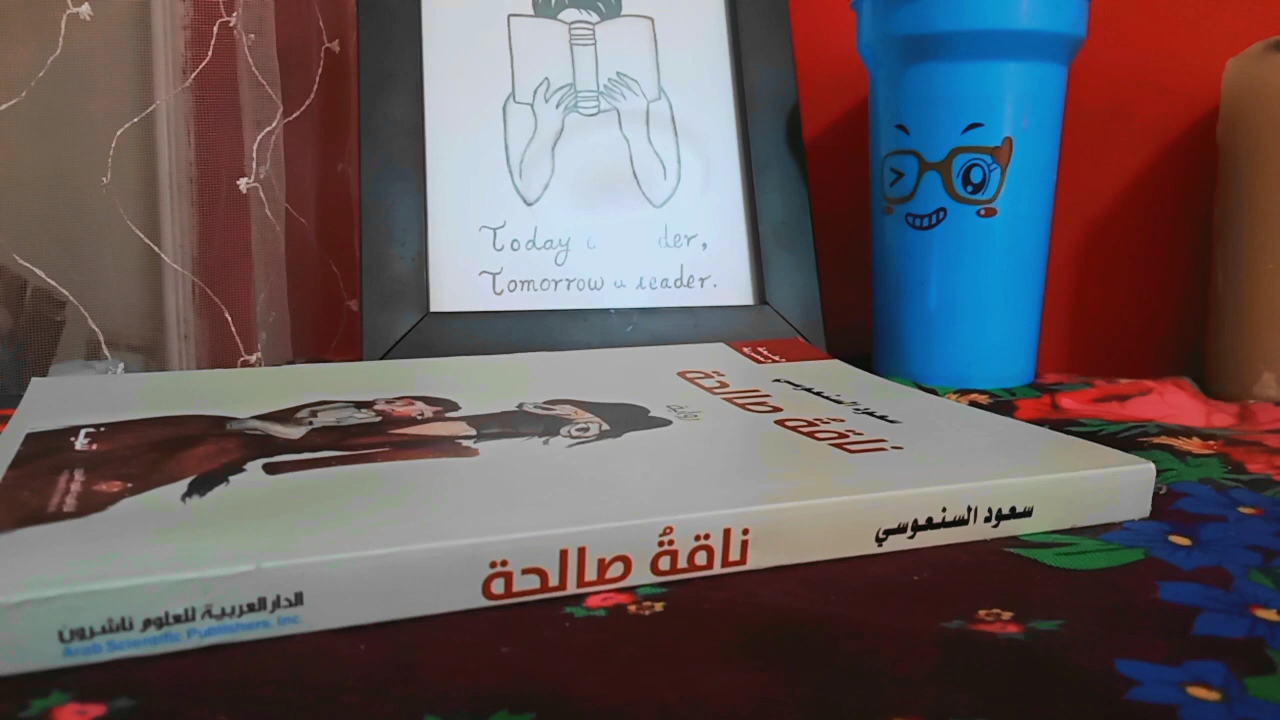 Today der,
Tomorrow a leader.
سعود السنعوسي
ناقةُ صالحة
رواية
ناقةُ صالحة
سعود السنعوسي
الدار العربية للعلوم ناشرون
Arab Scientific Publishers, Inc.